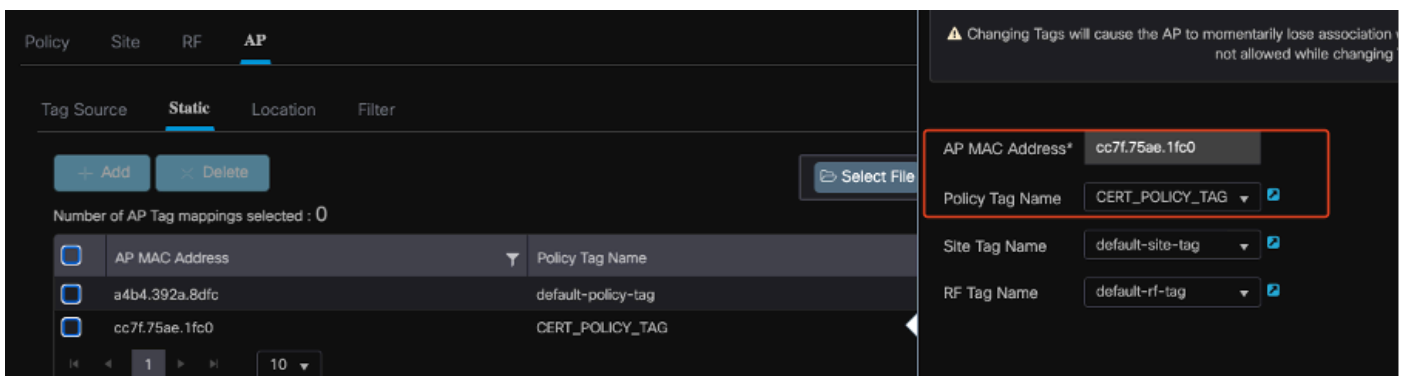 Policy Site RF AP
Tag Source Static Location Filter
+ Add × Delete
Select File
Number of AP Tag mappings selected : 0
AP MAC Address Policy Tag Name
a4b4.392a.8dfc default-policy-tag
cc7f.75ae.1fc0 CERT_POLICY_TAG
1 10
Changing Tags will cause the AP to momentarily lose association
not allowed while changing
AP MAC Address* cc7f.75ae.1fc0
Policy Tag Name CERT_POLICY_TAG
Site Tag Name default-site-tag
RF Tag Name default-rf-tag